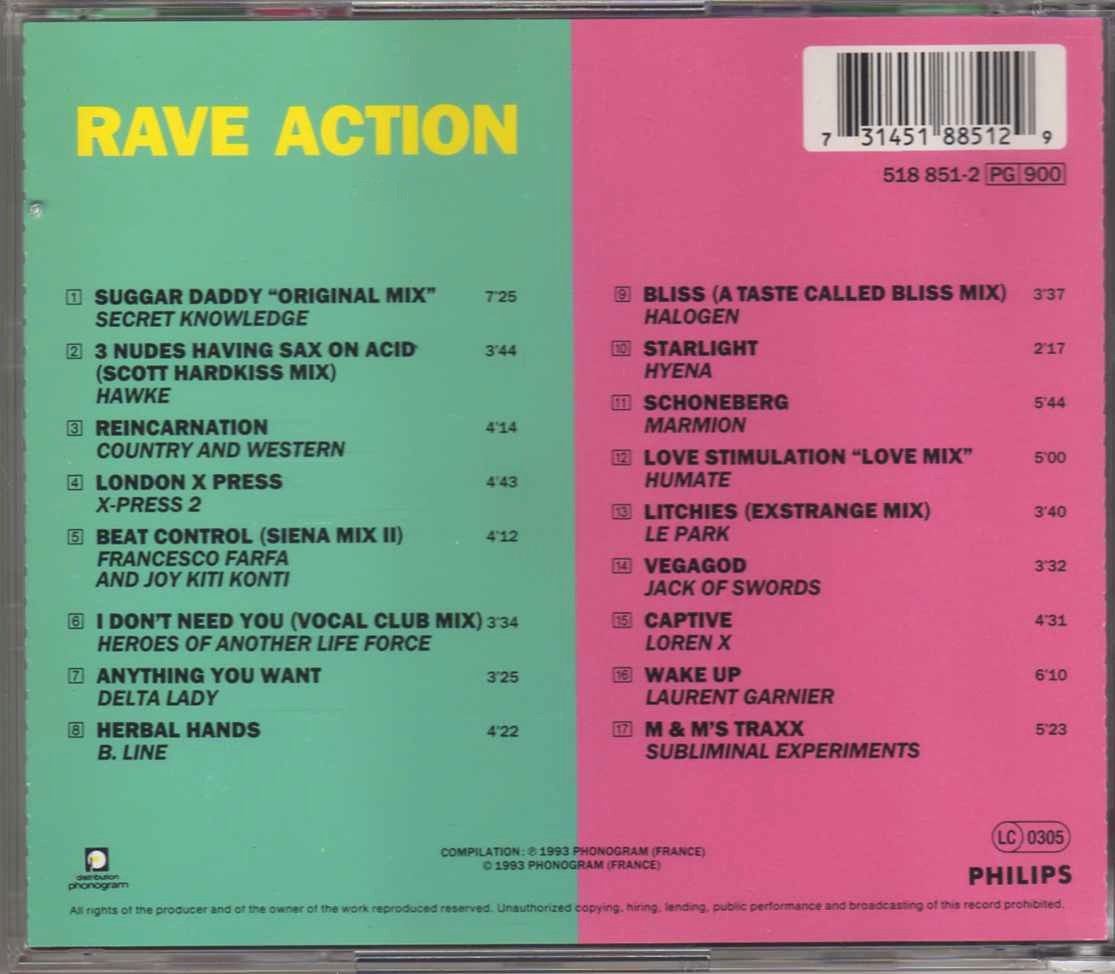 RAVE ACTION
7 31451 88512 9
518 851-2 PG 900
1 SUGGAR DADDY “ORIGINAL MIX” 7'25
SECRET KNOWLEDGE
2 3 NUDES HAVING SAX ON ACID 3'44
(SCOTT HARDKISS MIX)
HAWKE
3 REINCARNATION 4'14
COUNTRY AND WESTERN
4 LONDON X PRESS 4'43
X-PRESS 2
5 BEAT CONTROL (SIENA MIX II) 4'12
FRANCESCO FARFA
AND JOY KITI KONTI
6 I DON'T NEED YOU (VOCAL CLUB MIX) 3'34
HEROES OF ANOTHER LIFE FORCE
7 ANYTHING YOU WANT 3'25
DELTA LADY
8 HERBAL HANDS 4'22
B. LINE
9 BLISS (A TASTE CALLED BLISS MIX) 3'37
HALOGEN
10 STARLIGHT 2'17
HYENA
11 SCHONEBERG 5'44
MARMION
12 LOVE STIMULATION “LOVE MIX” 5'00
HUMATE
13 LITCHIES (EXSTRANGE MIX) 3'40
LE PARK
14 VEGAGOD 3'32
JACK OF SWORDS
15 CAPTIVE 4'31
LOREN X
16 WAKE UP 6'10
LAURENT GARNIER
17 M & M'S TRAXX 5'23
SUBLIMINAL EXPERIMENTS
distribution
phonogram
COMPILATION : ℗ 1993 PHONOGRAM (FRANCE)
© 1993 PHONOGRAM (FRANCE)
LC 0305
PHILIPS
All rights of the producer and of the owner of the work reproduced reserved. Unauthorized copying, hiring, lending, public performance and broadcasting of this record prohibited.